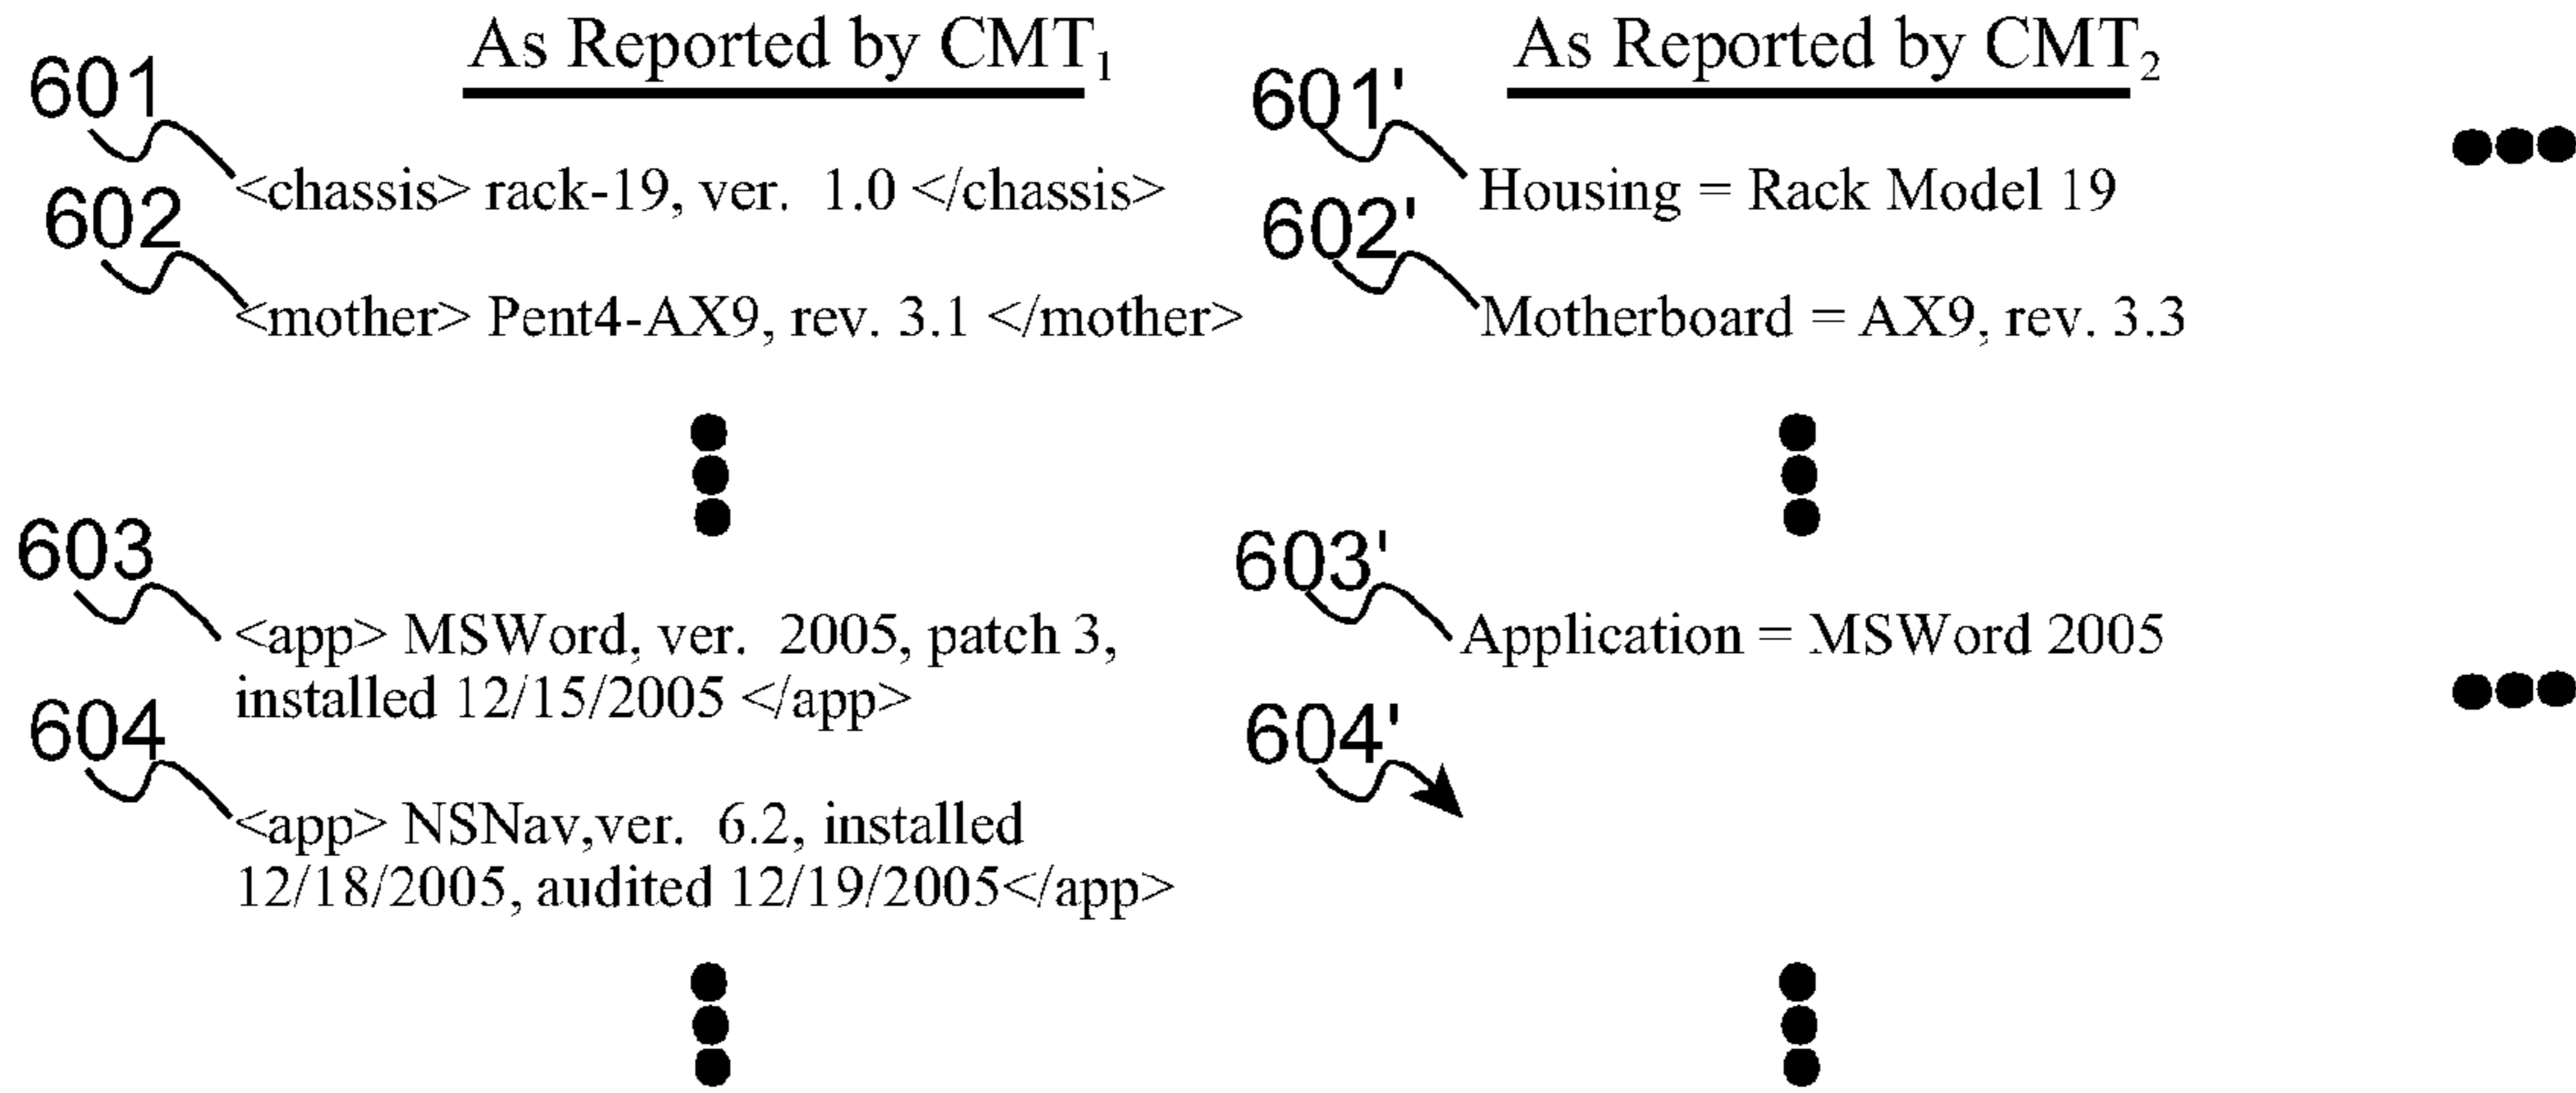 As Reported by CMT1
601
<chassis> rack-19, ver. 1.0 </chassis>
602
<mother> Pent4-AX9, rev. 3.1 </mother>
603
<app> MSWord, ver. 2005, patch 3,
installed 12/15/2005 </app>
604
<app> NSNav,ver. 6.2, installed
12/18/2005, audited 12/19/2005</app>
As Reported by CMT2
601'
Housing = Rack Model 19
602'
Motherboard = AX9, rev. 3.3
603'
Application = MSWord 2005
604'